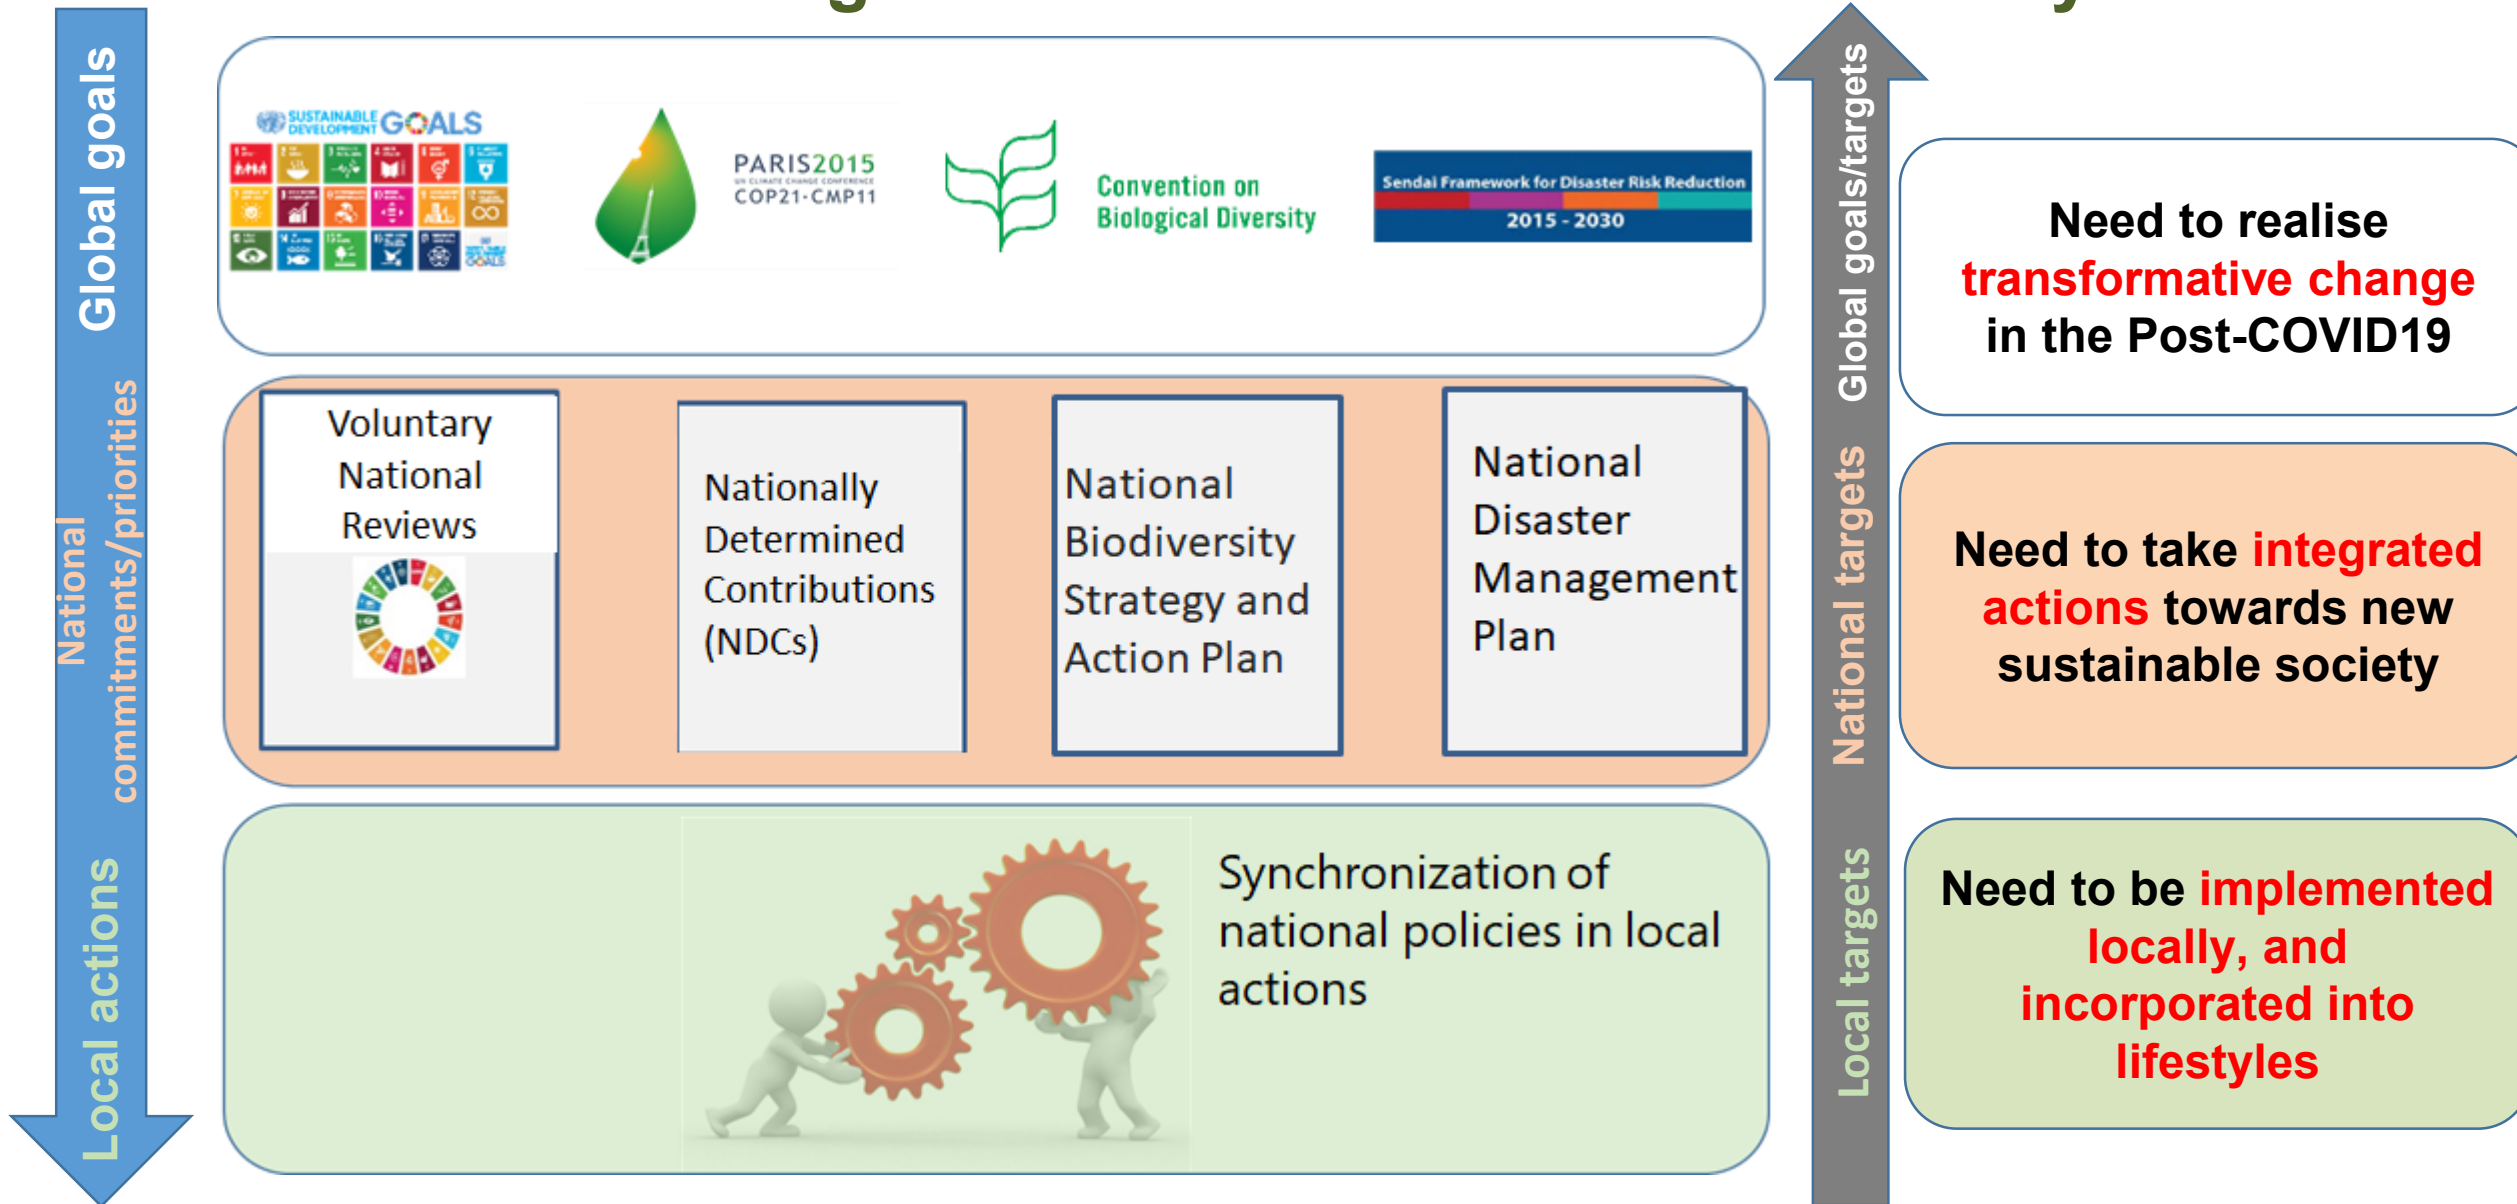 Global goals
National
commitments/priorities
Local actions
SUSTAINABLE
DEVELOPMENT GOALS
PARIS2015
UN CLIMATE CHANGE CONFERENCE
COP21·CMP11
Convention on
Biological Diversity
Sendai Framework for Disaster Risk Reduction
2015 - 2030
Voluntary
National
Reviews
Nationally
Determined
Contributions
(NDCs)
National
Biodiversity
Strategy and
Action Plan
National
Disaster
Management
Plan
Synchronization of
national policies in local
actions
Global goals/targets
National targets
Local targets
Need to realise
transformative change
in the Post-COVID19
Need to take integrated
actions towards new
sustainable society
Need to be implemented
locally, and
incorporated into
lifestyles